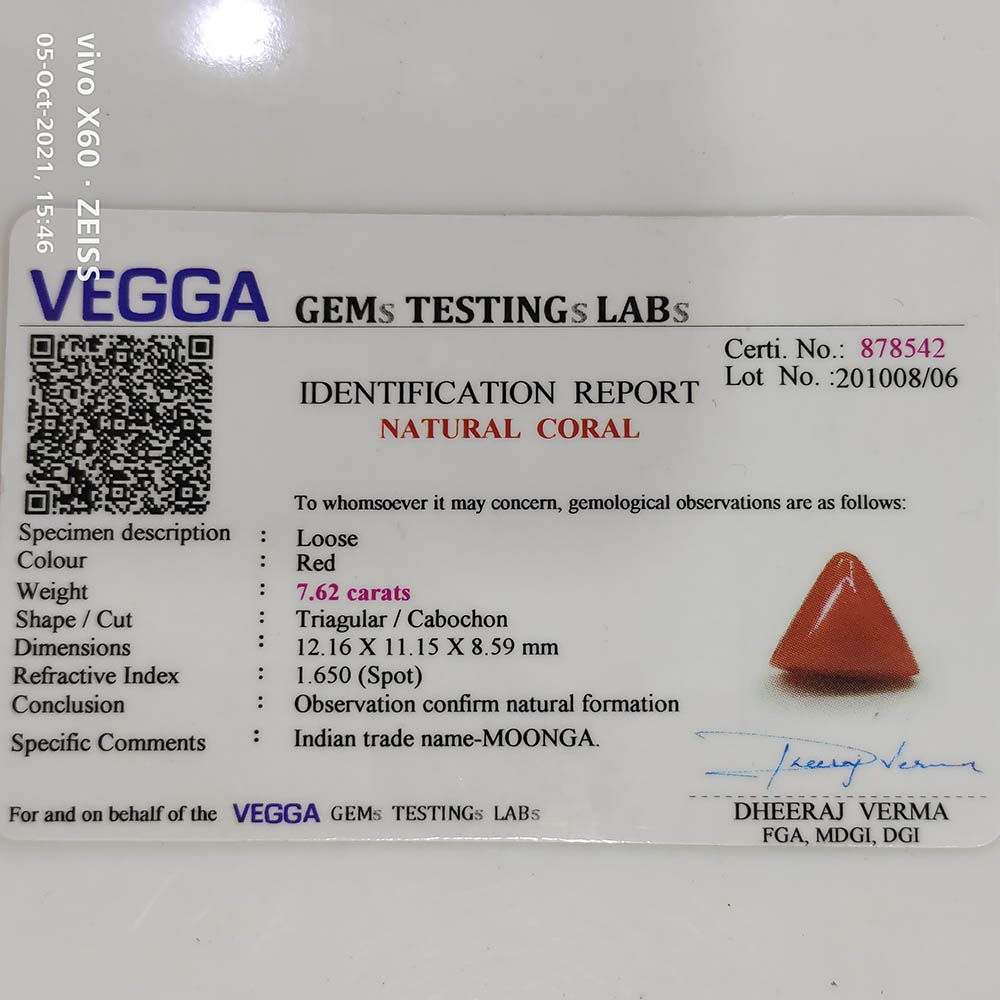 vivo X60 · ZEISS
05-Oct-2021, 15:46
VEGGA GEMs TESTINGs LABs
Certi. No.: 878542
Lot No. :201008/06
IDENTIFICATION REPORT
NATURAL CORAL
To whomsoever it may concern, gemological observations are as follows:
Specimen description : Loose
Colour : Red
Weight : 7.62 carats
Shape / Cut : Triagular / Cabochon
Dimensions : 12.16 X 11.15 X 8.59 mm
Refractive Index : 1.650 (Spot)
Conclusion : Observation confirm natural formation
Specific Comments : Indian trade name-MOONGA.
Dheeraj Verma
For and on behalf of the VEGGA GEMs TESTINGs LABs
DHEERAJ VERMA
FGA, MDGI, DGI